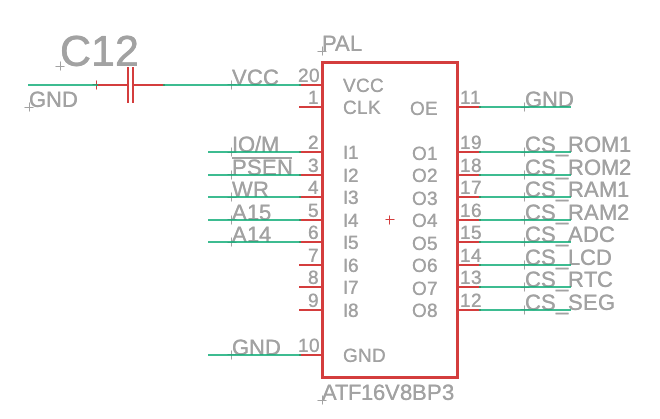 C12
PAL
VCC 20 VCC
GND
1 CLK OE 11 GND
IO/M 2 I1 O1 19 CS_ROM1
PSEN 3 I2 O2 18 CS_ROM2
WR 4 I3 O3 17 CS_RAM1
A15 5 I4 O4 16 CS_RAM2
A14 6 I5 O5 15 CS_ADC
7 I6 O6 14 CS_LCD
8 I7 O7 13 CS_RTC
9 I8 O8 12 CS_SEG
GND 10 GND
ATF16V8BP3